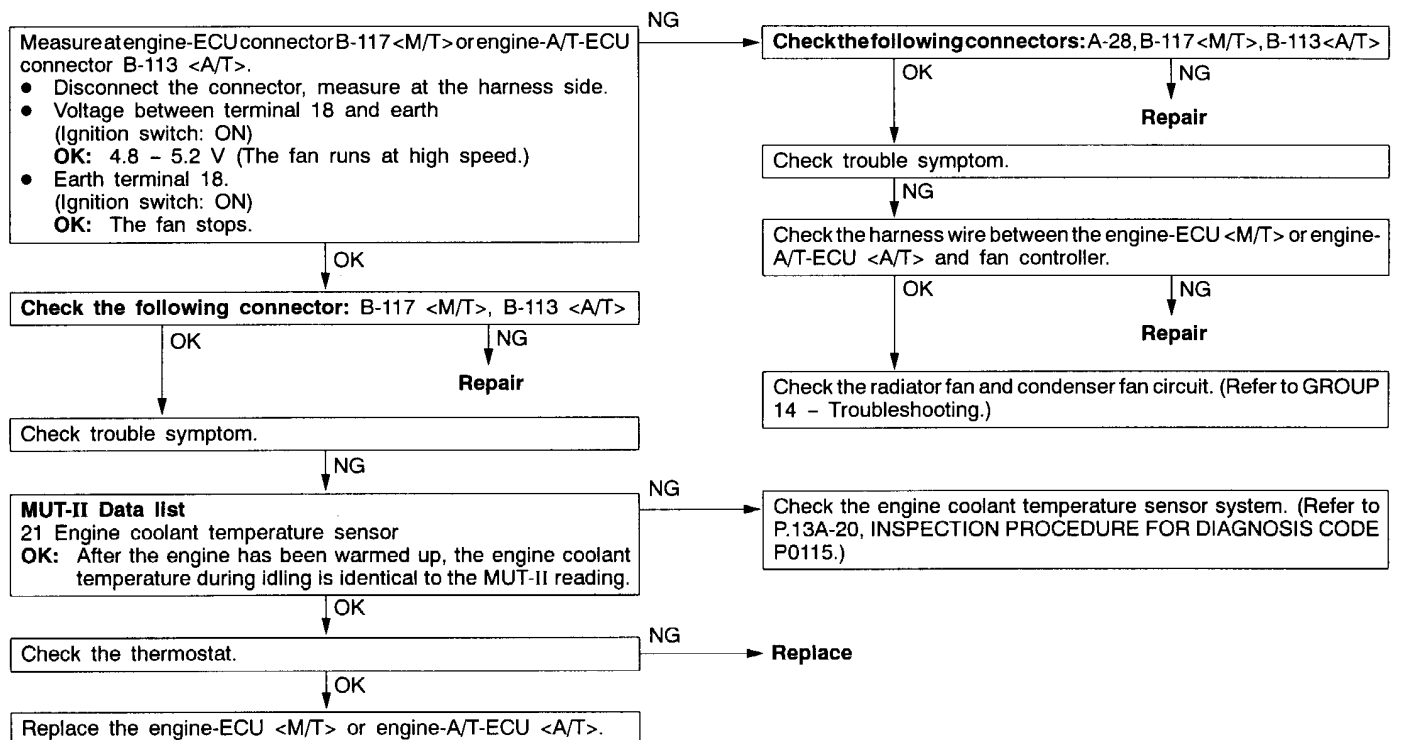 Measure at engine-ECU connector B-117 <M/T> or engine-A/T-ECU
connector B-113 <A/T>.
● Disconnect the connector, measure at the harness side.
● Voltage between terminal 18 and earth
(Ignition switch: ON)
OK: 4.8 – 5.2 V (The fan runs at high speed.)
● Earth terminal 18.
(Ignition switch: ON)
OK: The fan stops.
NG
Check the following connectors: A-28, B-117 <M/T>, B-113 <A/T>
OK
NG
Repair
Check trouble symptom.
NG
Check the harness wire between the engine-ECU <M/T> or engine-
A/T-ECU <A/T> and fan controller.
OK
NG
Repair
Check the radiator fan and condenser fan circuit. (Refer to GROUP
14 – Troubleshooting.)
OK
Check the following connector: B-117 <M/T>, B-113 <A/T>
OK
NG
Repair
Check trouble symptom.
NG
MUT-II Data list
21 Engine coolant temperature sensor
OK: After the engine has been warmed up, the engine coolant
temperature during idling is identical to the MUT-II reading.
NG
Check the engine coolant temperature sensor system. (Refer to
P.13A-20, INSPECTION PROCEDURE FOR DIAGNOSIS CODE
P0115.)
OK
Check the thermostat.
NG
Replace
OK
Replace the engine-ECU <M/T> or engine-A/T-ECU <A/T>.